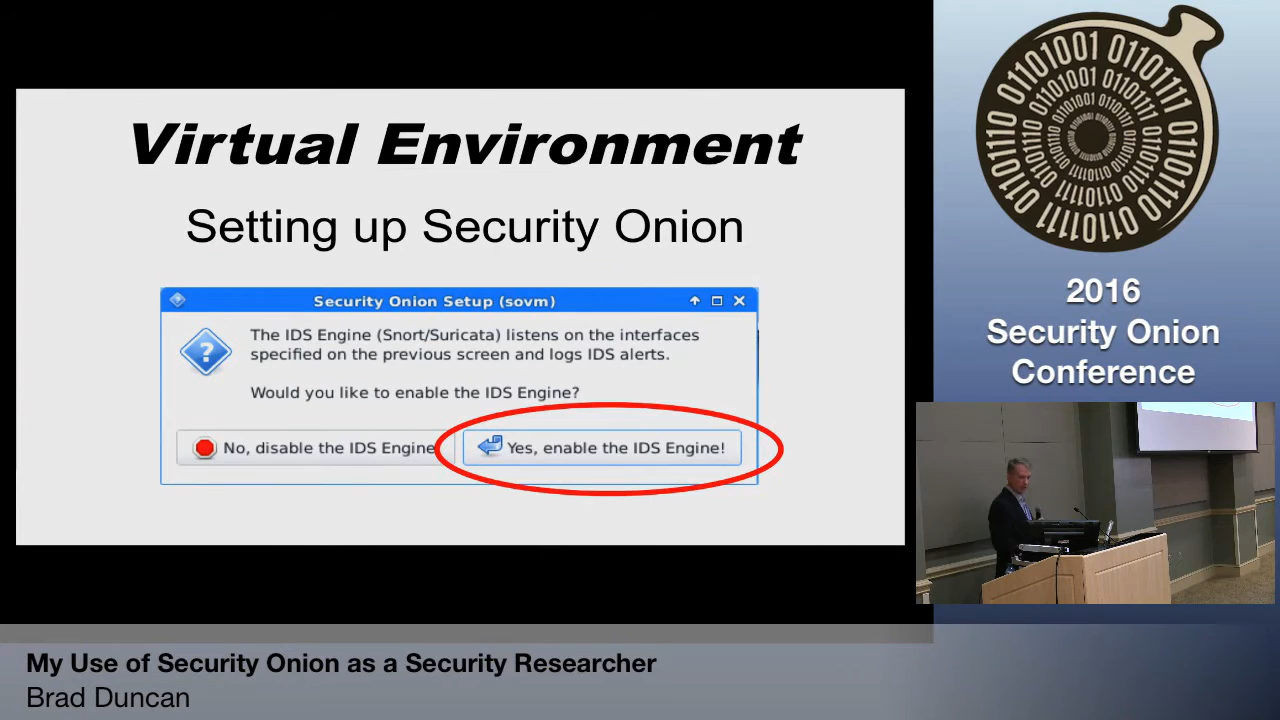 Virtual Environment
Setting up Security Onion
Security Onion Setup (sovm)
The IDS Engine (Snort/Suricata) listens on the interfaces
specified on the previous screen and logs IDS alerts.
Would you like to enable the IDS Engine?
No, disable the IDS Engine
Yes, enable the IDS Engine!
2016
Security Onion
Conference
My Use of Security Onion as a Security Researcher
Brad Duncan